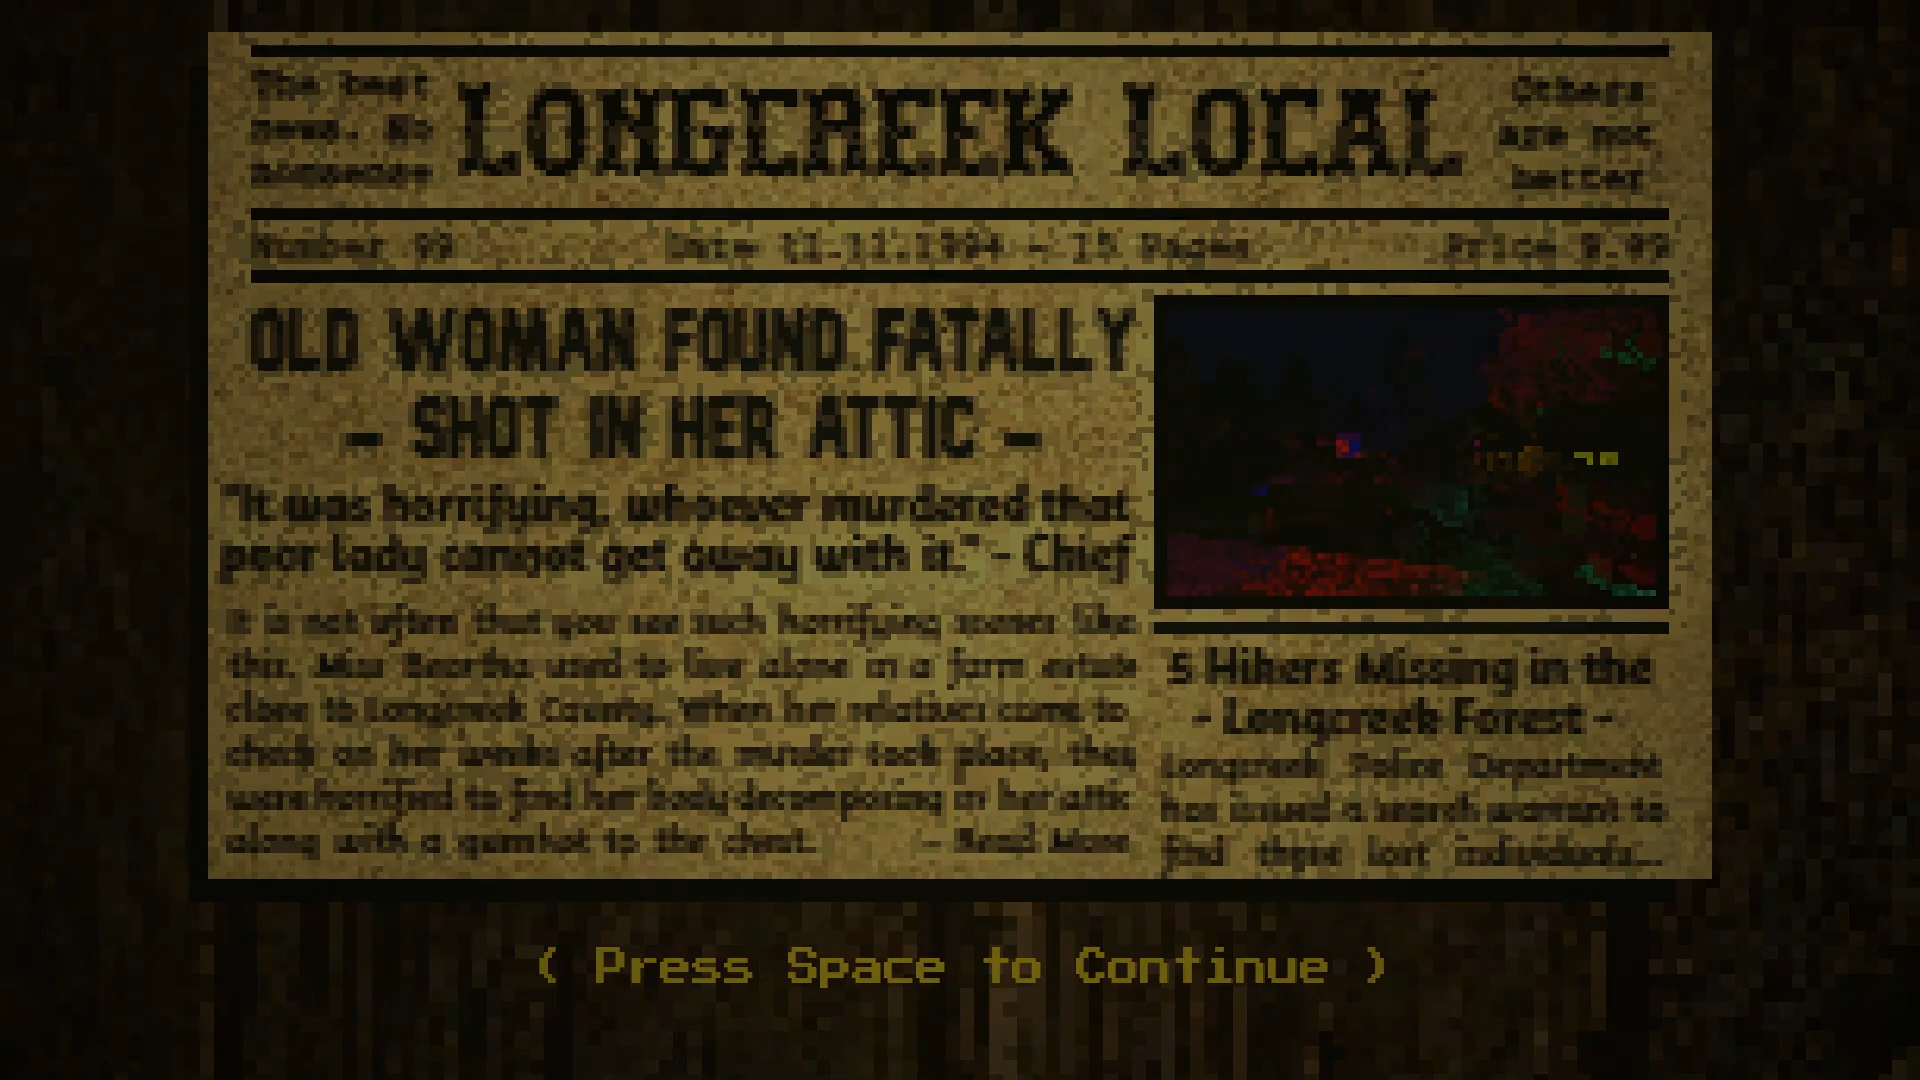 The best
news. No
nonsense
LONGCREEK LOCAL
Others
are not
better
Number 99
Date 11.11.1994 - 15 Pages
Price 0.99
OLD WOMAN FOUND FATALLY
- SHOT IN HER ATTIC -
"It was horrifying, whoever murdered that
poor lady cannot get away with it." - Chief
It is not often that you see such horrifying scenes like
this. Miss Beartha used to live alone in a farm estate
close to Longcreek County. When her relatives came to
check on her weeks after the murder took place, they
were horrified to find her body decomposing in her attic
along with a gunshot to the chest. - Read More
5 Hikers Missing in the
- Longcreek Forest -
Longcreek Police Department
has issued a search warrant to
find these lost individuals...
( Press Space to Continue )